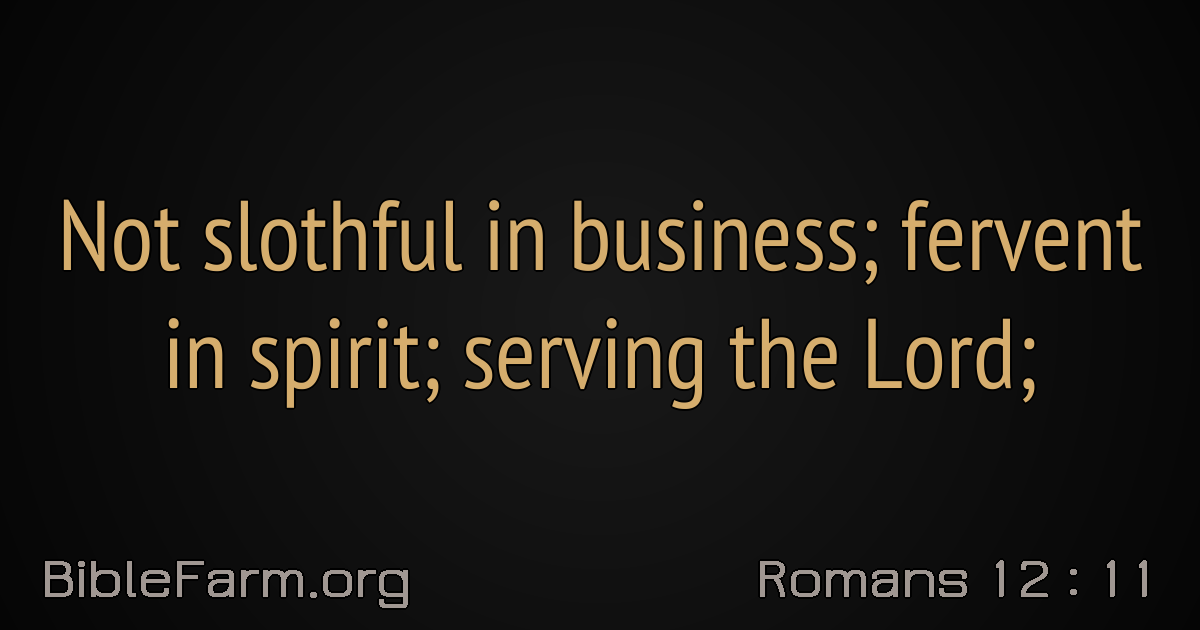 Not slothful in business; fervent
in spirit; serving the Lord;
BibleFarm.org
Romans 12 : 11